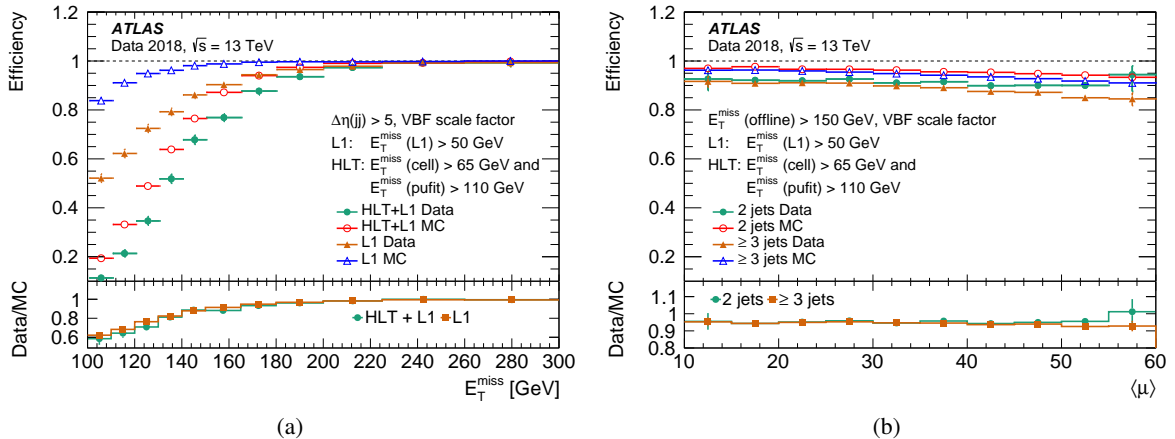 ATLAS
Data 2018, √s = 13 TeV
Δη(jj) > 5, VBF scale factor
L1: E_T^miss (L1) > 50 GeV
HLT: E_T^miss (cell) > 65 GeV and
E_T^miss (pufit) > 110 GeV
HLT+L1 Data
HLT+L1 MC
L1 Data
L1 MC
Efficiency
1.2
1
0.8
0.6
0.4
0.2
HLT + L1 L1
Data/MC
1.0
0.8
0.6
100 120 140 160 180 200 220 240 260 280 300
E_T^miss [GeV]
(a)
ATLAS
Data 2018, √s = 13 TeV
E_T^miss (offline) > 150 GeV, VBF scale factor
L1: E_T^miss (L1) > 50 GeV
HLT: E_T^miss (cell) > 65 GeV and
E_T^miss (pufit) > 110 GeV
2 jets Data
2 jets MC
≥ 3 jets Data
≥ 3 jets MC
Efficiency
1.2
1
0.8
0.6
0.4
0.2
2 jets ≥ 3 jets
Data/MC
1.1
1.0
0.9
0.8
10 20 30 40 50 60
⟨μ⟩
(b)